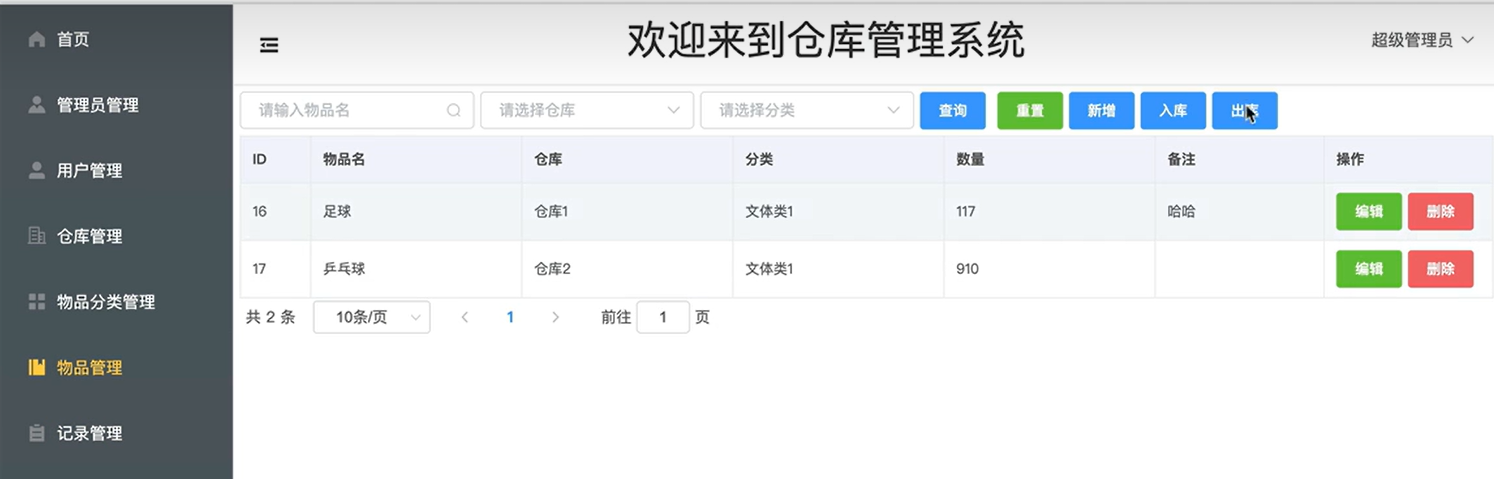 首页
管理员管理
用户管理
仓库管理
物品分类管理
物品管理
记录管理
欢迎来到仓库管理系统
超级管理员
请输入物品名 请选择仓库 请选择分类 查询 重置 新增 入库 出库
ID 物品名 仓库 分类 数量 备注 操作
16 足球 仓库1 文体类1 117 哈哈 编辑 删除
17 乒乓球 仓库2 文体类1 910 编辑 删除
共 2 条 10条/页 1 前往 1 页